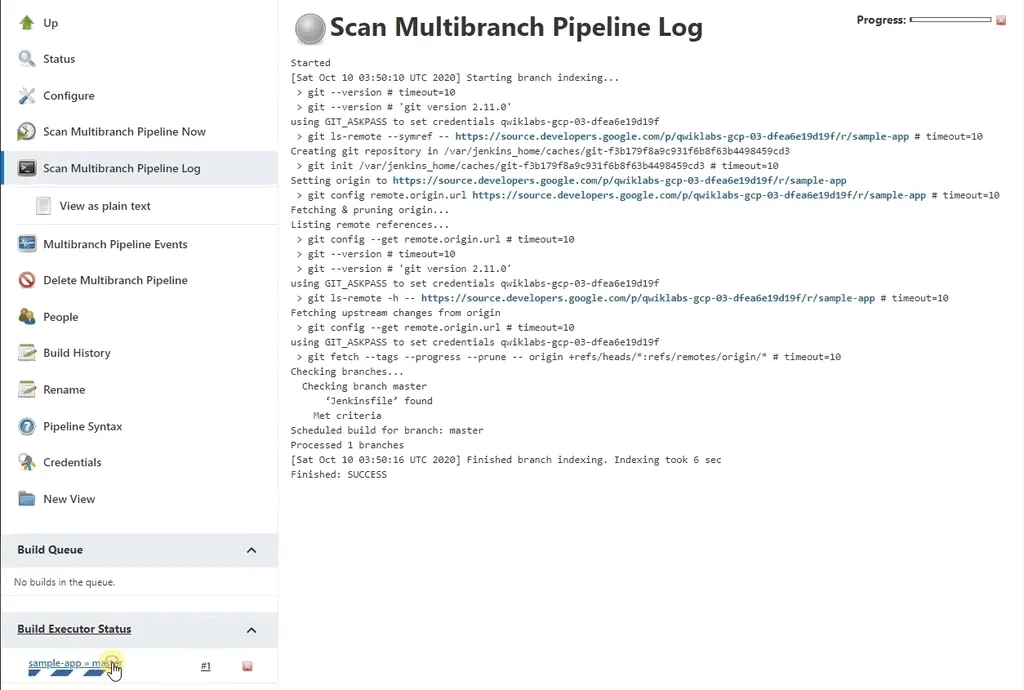 Up
Status
Configure
Scan Multibranch Pipeline Now
Scan Multibranch Pipeline Log
View as plain text
Multibranch Pipeline Events
Delete Multibranch Pipeline
People
Build History
Rename
Pipeline Syntax
Credentials
New View
Build Queue
No builds in the queue.
Build Executor Status
sample-app » master
#1
Scan Multibranch Pipeline Log
Progress:
Started
[Sat Oct 10 03:50:10 UTC 2020] Starting branch indexing...
> git --version # timeout=10
> git --version # 'git version 2.11.0'
using GIT_ASKPASS to set credentials qwiklabs-gcp-03-dfea6e19d19f
> git ls-remote --symref -- https://source.developers.google.com/p/qwiklabs-gcp-03-dfea6e19d19f/r/sample-app # timeout=10
Creating git repository in /var/jenkins_home/caches/git-f3b179f8a9c931f6b8f63b4498459cd3
> git init /var/jenkins_home/caches/git-f3b179f8a9c931f6b8f63b4498459cd3 # timeout=10
Setting origin to https://source.developers.google.com/p/qwiklabs-gcp-03-dfea6e19d19f/r/sample-app
> git config remote.origin.url https://source.developers.google.com/p/qwiklabs-gcp-03-dfea6e19d19f/r/sample-app # timeout=10
Fetching & pruning origin...
Listing remote references...
> git config --get remote.origin.url # timeout=10
> git --version # timeout=10
> git --version # 'git version 2.11.0'
using GIT_ASKPASS to set credentials qwiklabs-gcp-03-dfea6e19d19f
> git ls-remote -h -- https://source.developers.google.com/p/qwiklabs-gcp-03-dfea6e19d19f/r/sample-app # timeout=10
Fetching upstream changes from origin
> git config --get remote.origin.url # timeout=10
using GIT_ASKPASS to set credentials qwiklabs-gcp-03-dfea6e19d19f
> git fetch --tags --progress --prune -- origin +refs/heads/*:refs/remotes/origin/* # timeout=10
Checking branches...
Checking branch master
‘Jenkinsfile’ found
Met criteria
Scheduled build for branch: master
Processed 1 branches
[Sat Oct 10 03:50:16 UTC 2020] Finished branch indexing. Indexing took 6 sec
Finished: SUCCESS